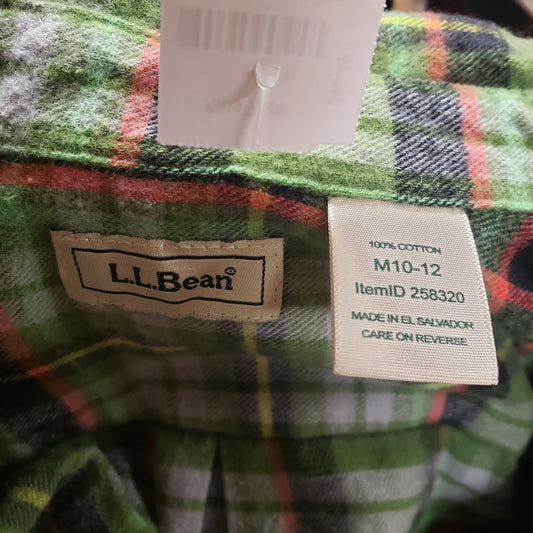 L.L.Bean®
100% COTTON
M10-12
ItemID 258320
MADE IN EL SALVADOR
CARE ON REVERSE